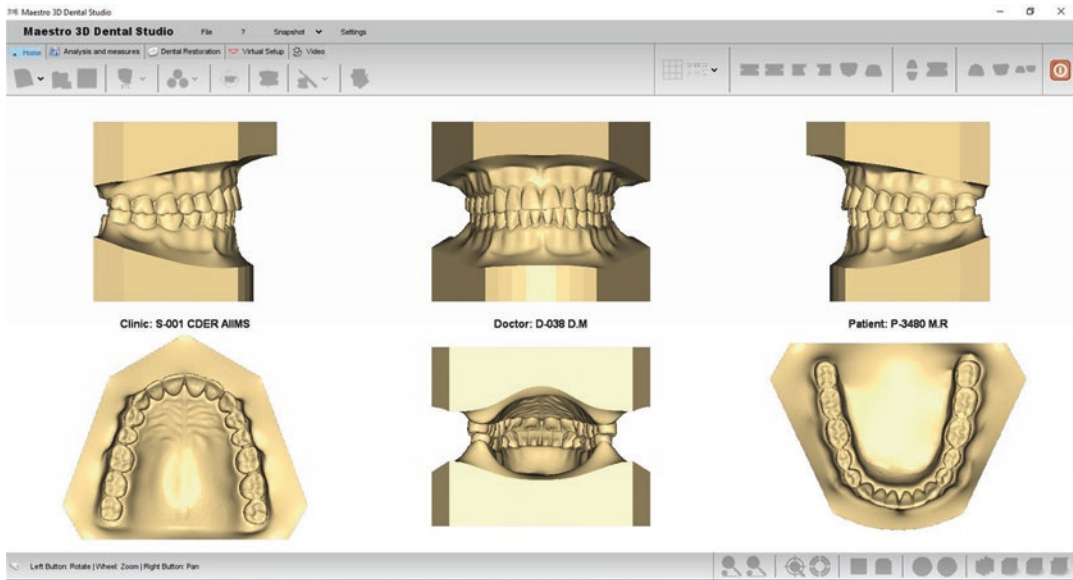 Maestro 3D Dental Studio
Maestro 3D Dental Studio File ? Snapshot Settings
Home Analysis and measures Dental Restoration Virtual Setup Video
Clinic: S-001 CDER AIIMS Doctor: D-038 D.M Patient: P-3480 M.R
Left Button: Rotate | Wheel: Zoom | Right Button: Pan